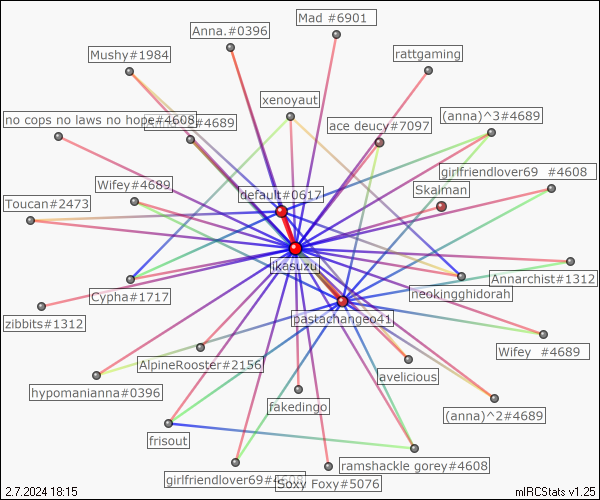 Mad #6901
Anna.#0396
Mushy#1984
rattgaming
xenoyaut
no cops no laws no hope#4608
#4689
ace deucy#7097
(anna)^3#4689
girlfriendlover69 #4608
Wifey#4689
default#0617
Skalman
Toucan#2473
ikasuzu
Annarchist#1312
Cypha#1717
neokingghidorah
zibbits#1312
pastachangeo41
Wifey #4689
AlpineRooster#2156
avelicious
hypomanianna#0396
fakedingo
(anna)^2#4689
frisout
ramshackle gorey#4608
girlfriendlover69#4608
Soxy Foxy#5076
2.7.2024 18:15
mIRCStats v1.25